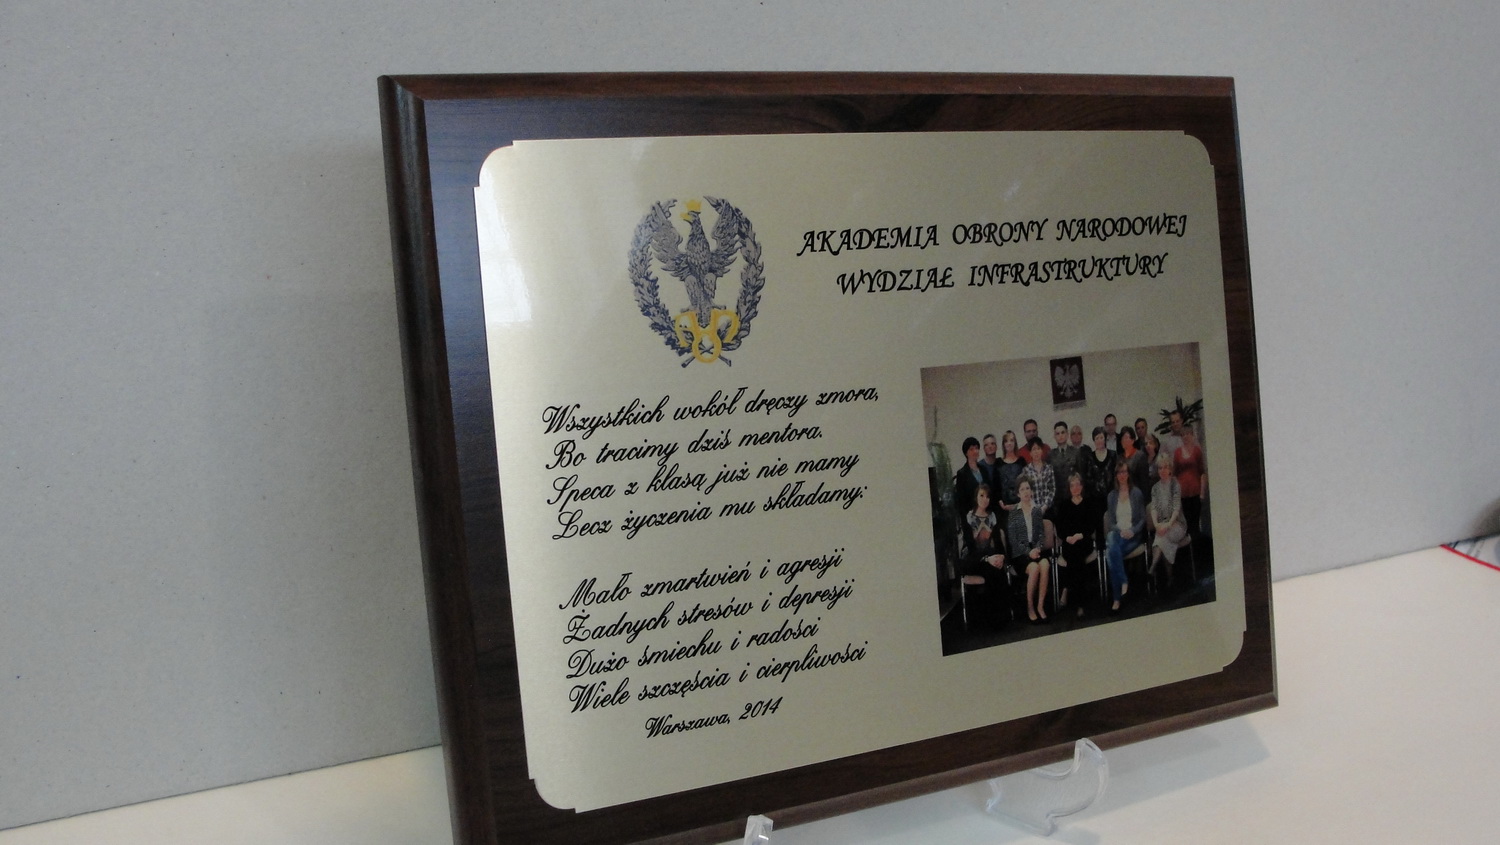 AKADEMIA OBRONY NARODOWEJ
WYDZIAŁ INFRASTRUKTURY
Wszystkich wokół dręczy zmora,
Bo tracimy dziś mentora.
Speca z klasą już nie mamy
Lecz życzenia mu składamy:
Mało zmartwień i agresji
Żadnych stresów i depresji
Dużo śmiechu i radości
Wiele szczęścia i cierpliwości
Warszawa, 2014